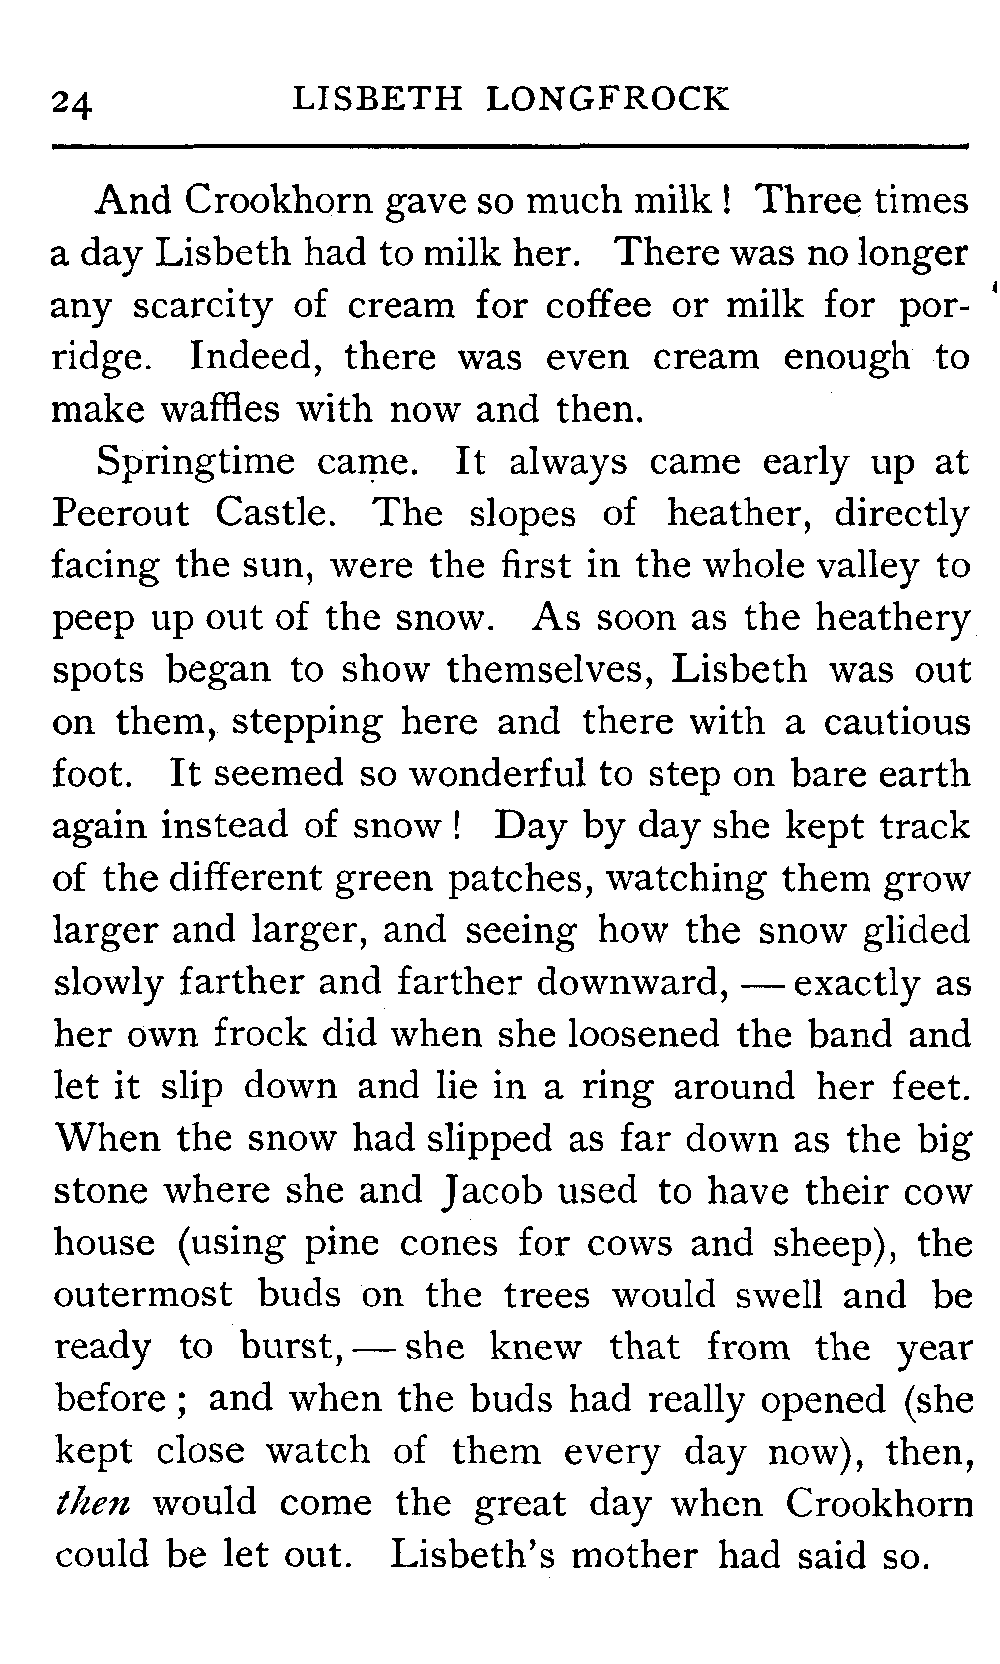 24 LISBETH LONGFROCK
And Crookhorn gave so much milk! Three times
a day Lisbeth had to milk her. There was no longer
any scarcity of cream for coffee or milk for por-
ridge. Indeed, there was even cream enough to
make waffles with now and then.
Springtime came. It always came early up at
Peerout Castle. The slopes of heather, directly
facing the sun, were the first in the whole valley to
peep up out of the snow. As soon as the heathery
spots began to show themselves, Lisbeth was out
on them, stepping here and there with a cautious
foot. It seemed so wonderful to step on bare earth
again instead of snow! Day by day she kept track
of the different green patches, watching them grow
larger and larger, and seeing how the snow glided
slowly farther and farther downward, — exactly as
her own frock did when she loosened the band and
let it slip down and lie in a ring around her feet.
When the snow had slipped as far down as the big
stone where she and Jacob used to have their cow
house (using pine cones for cows and sheep), the
outermost buds on the trees would swell and be
ready to burst, — she knew that from the year
before; and when the buds had really opened (she
kept close watch of them every day now), then,
then would come the great day when Crookhorn
could be let out. Lisbeth's mother had said so.